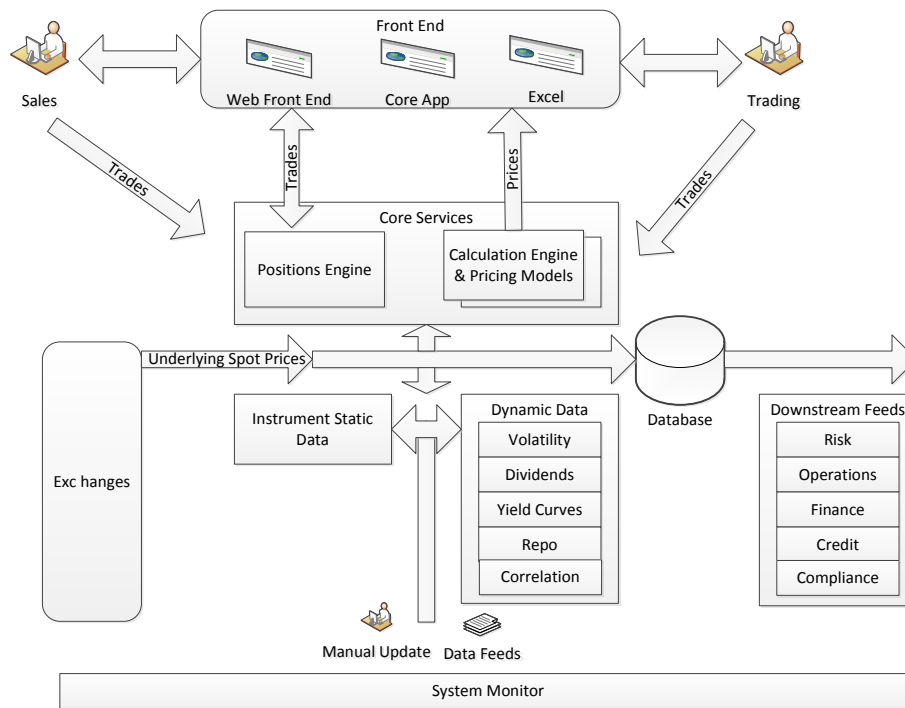 Front End
Web Front End
Core App
Excel
Sales
Trading
Trades
Trades
Prices
Trades
Core Services
Positions Engine
Calculation Engine
& Pricing Models
Underlying Spot Prices
Exc hanges
Instrument Static
Data
Dynamic Data
Volatility
Dividends
Yield Curves
Repo
Correlation
Database
Downstream Feeds
Risk
Operations
Finance
Credit
Compliance
Manual Update
Data Feeds
System Monitor